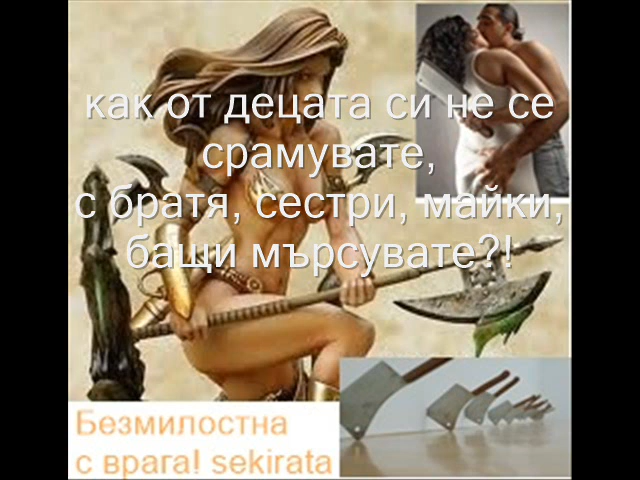 как от децата си не се
срамувате,
с братя, сестри, майки,
бащи мърсувате?!
Безмилостна
с врага! sekirata